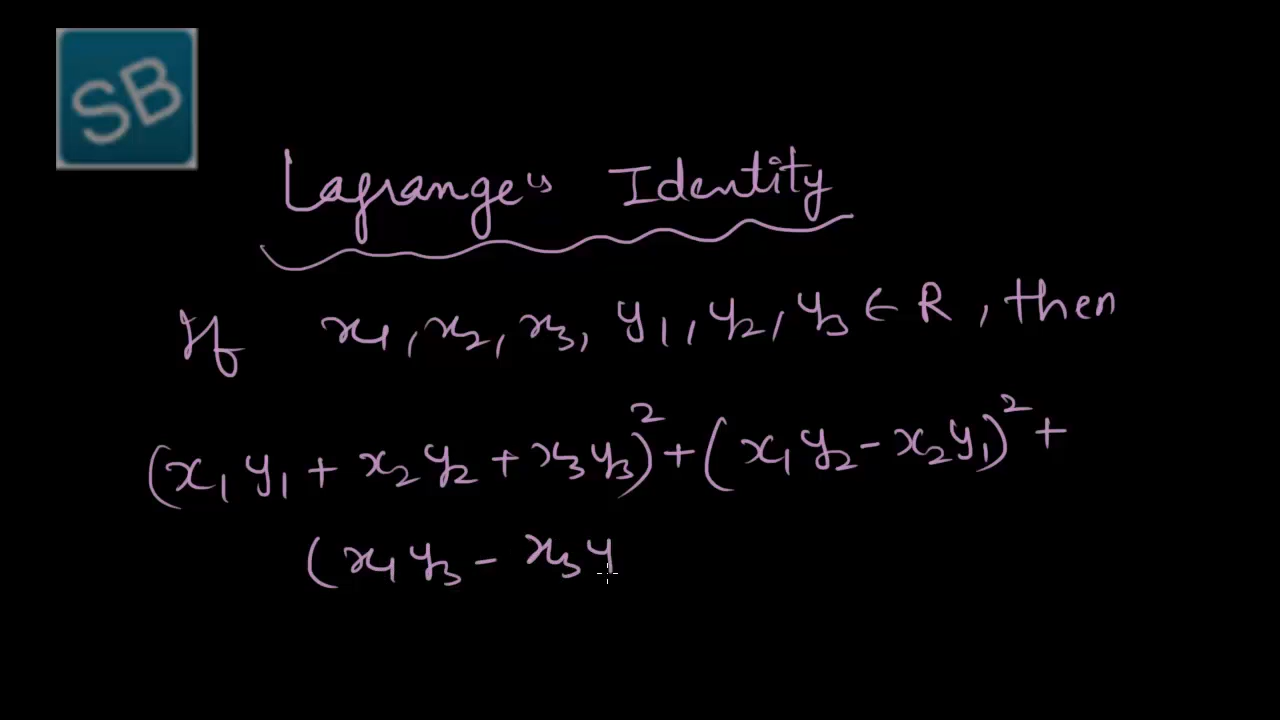 SB
Lagrange's Identity
If x₁, x₂, x₃, y₁, y₂, y₃ ∈ R, then
(x₁y₁ + x₂y₂ + x₃y₃)² + (x₁y₂ - x₂y₁)² +
(x₁y₃ - x₃y